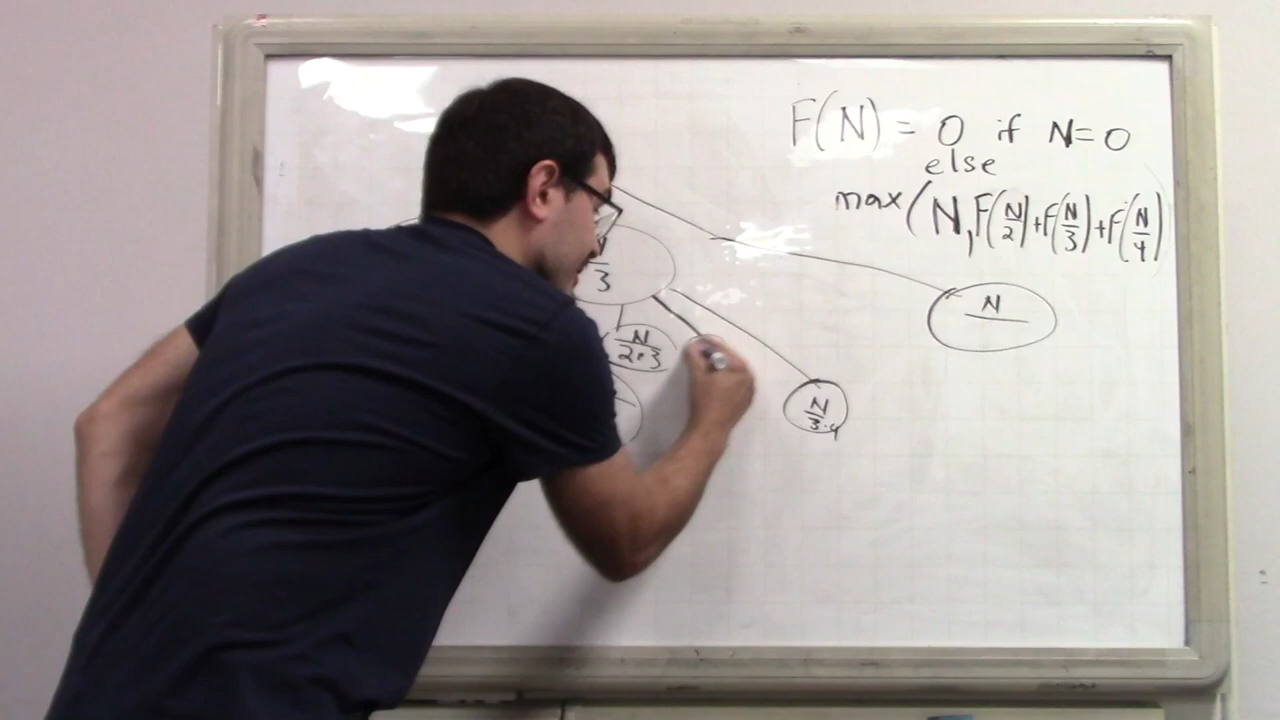 F(N) = 0 if N=0
else
max(N, F(N/2)+F(N/3)+F(N/4))
N/3
N
N/2•3
N/3·4